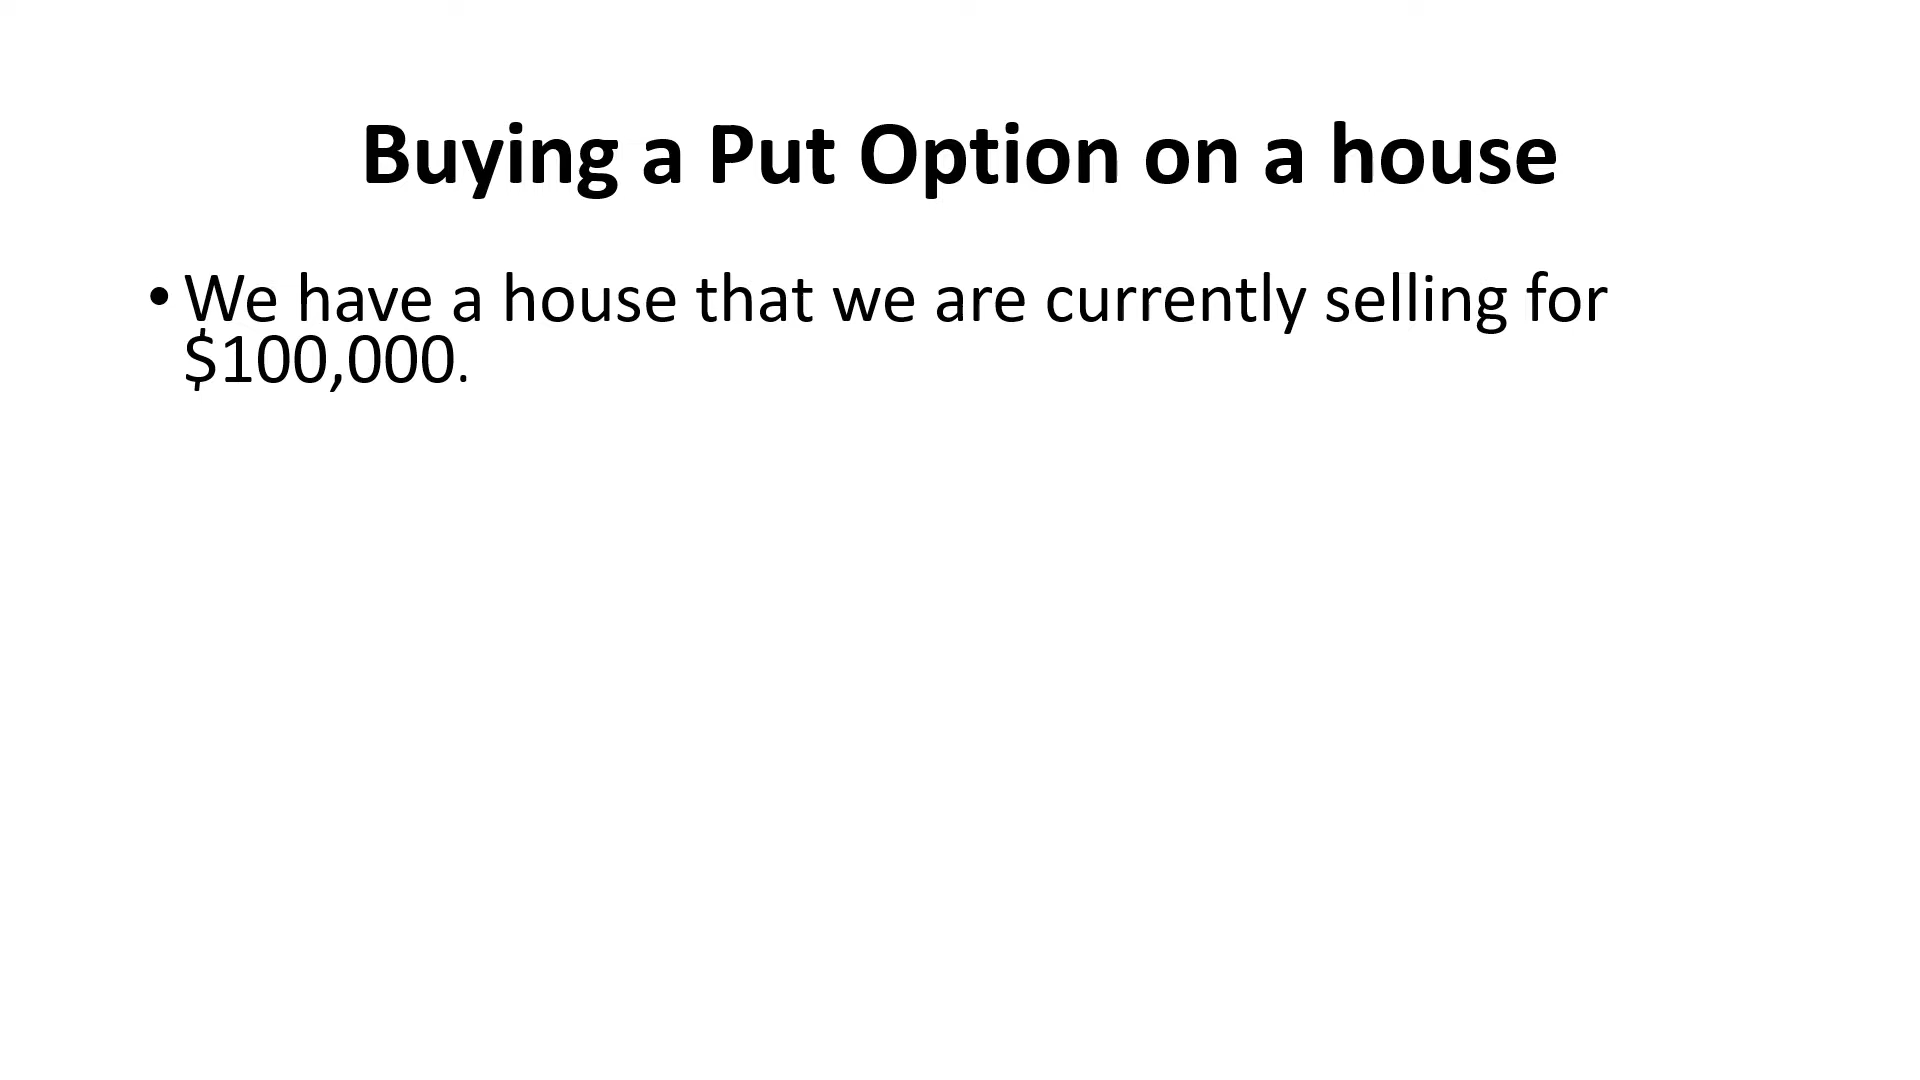 Buying a Put Option on a house
• We have a house that we are currently selling for
$100,000.